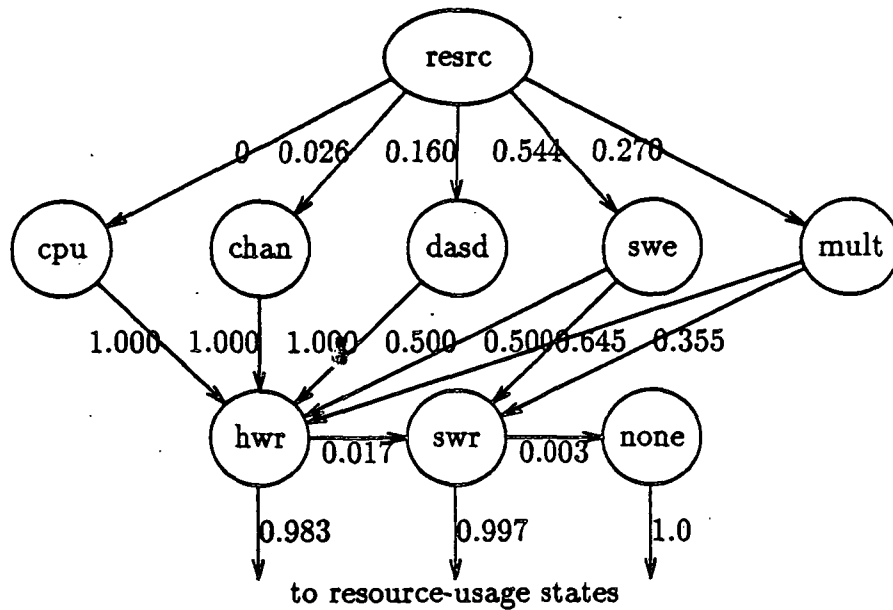 resrc
0 0.026 0.160 0.544 0.270
cpu chan dasd swe mult
1.000 1.000 1.000 0.500 0.500 0.645 0.355
hwr 0.017 swr 0.003 none
0.983 0.997 1.0
to resource-usage states